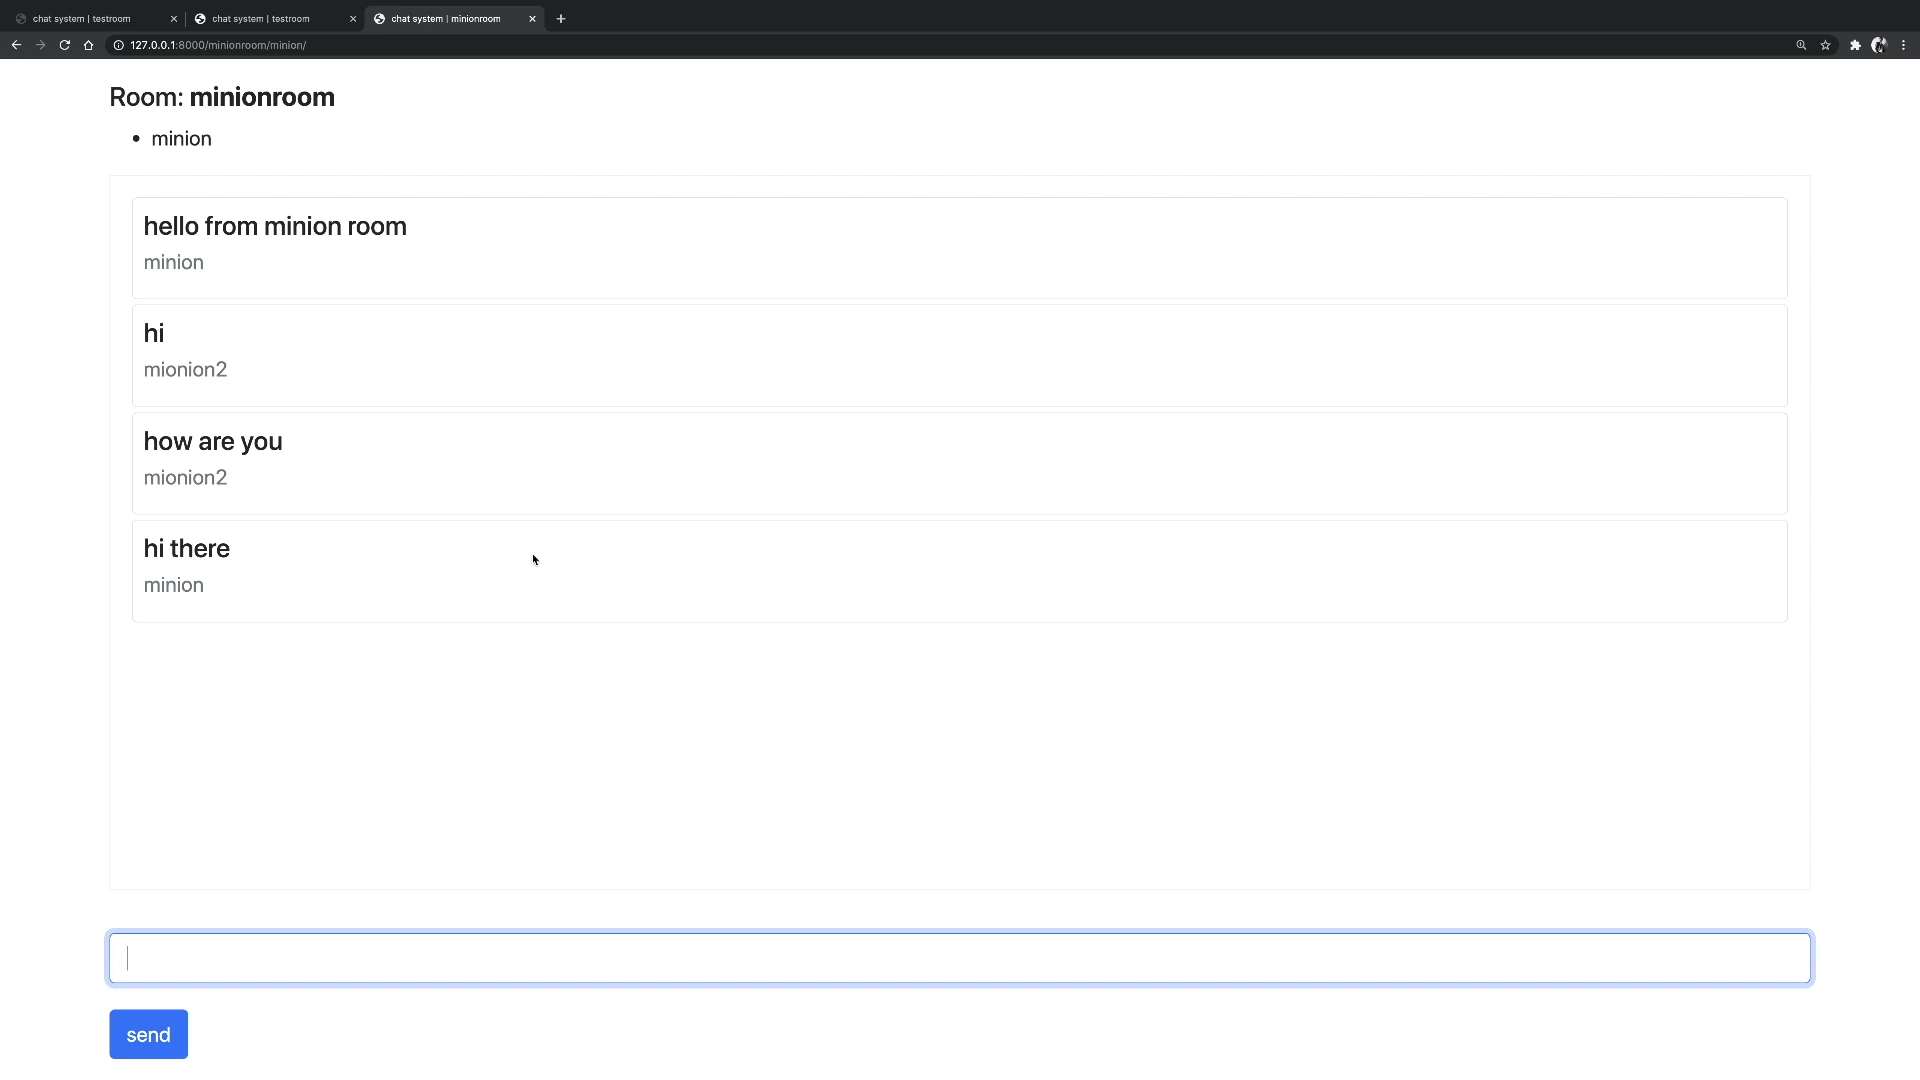 chat system | testroom
chat system | testroom
chat system | minionroom
127.0.0.1:8000/minionroom/minion/
Room: minionroom
• minion
hello from minion room
minion
hi
mionion2
how are you
mionion2
hi there
minion
send